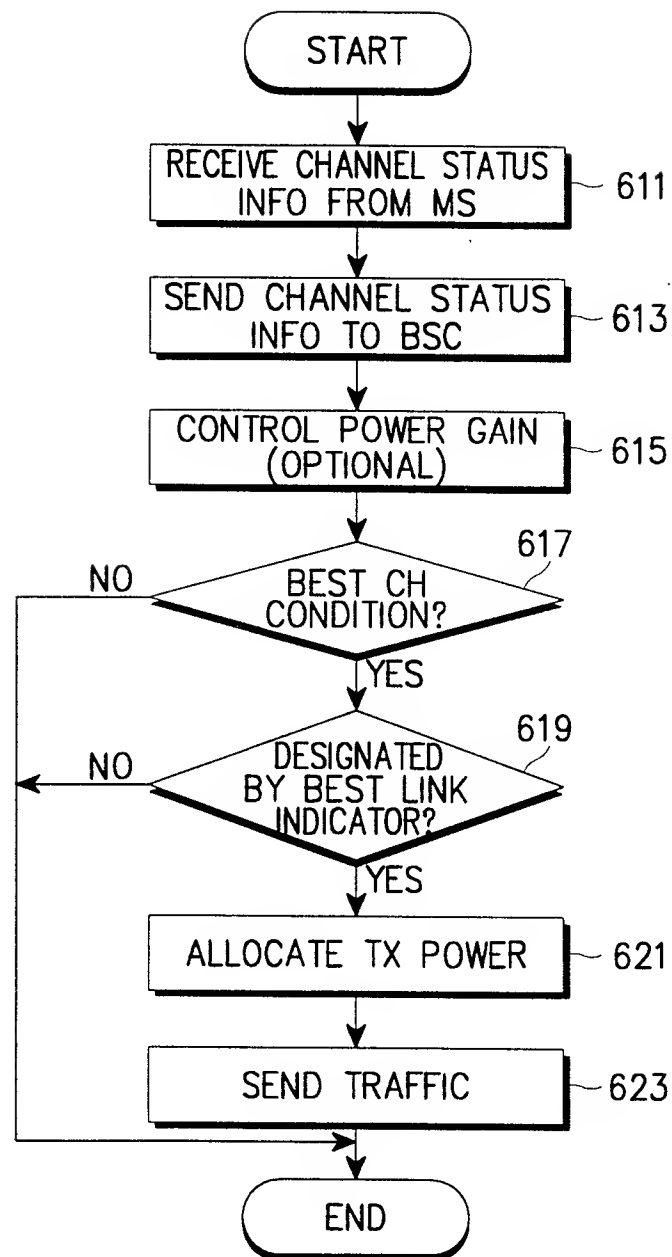 START
RECEIVE CHANNEL STATUS
INFO FROM MS
611
SEND CHANNEL STATUS
INFO TO BSC
613
CONTROL POWER GAIN
(OPTIONAL)
615
617
NO
BEST CH
CONDITION?
YES
619
NO
DESIGNATED
BY BEST LINK
INDICATOR?
YES
ALLOCATE TX POWER
621
SEND TRAFFIC
623
END